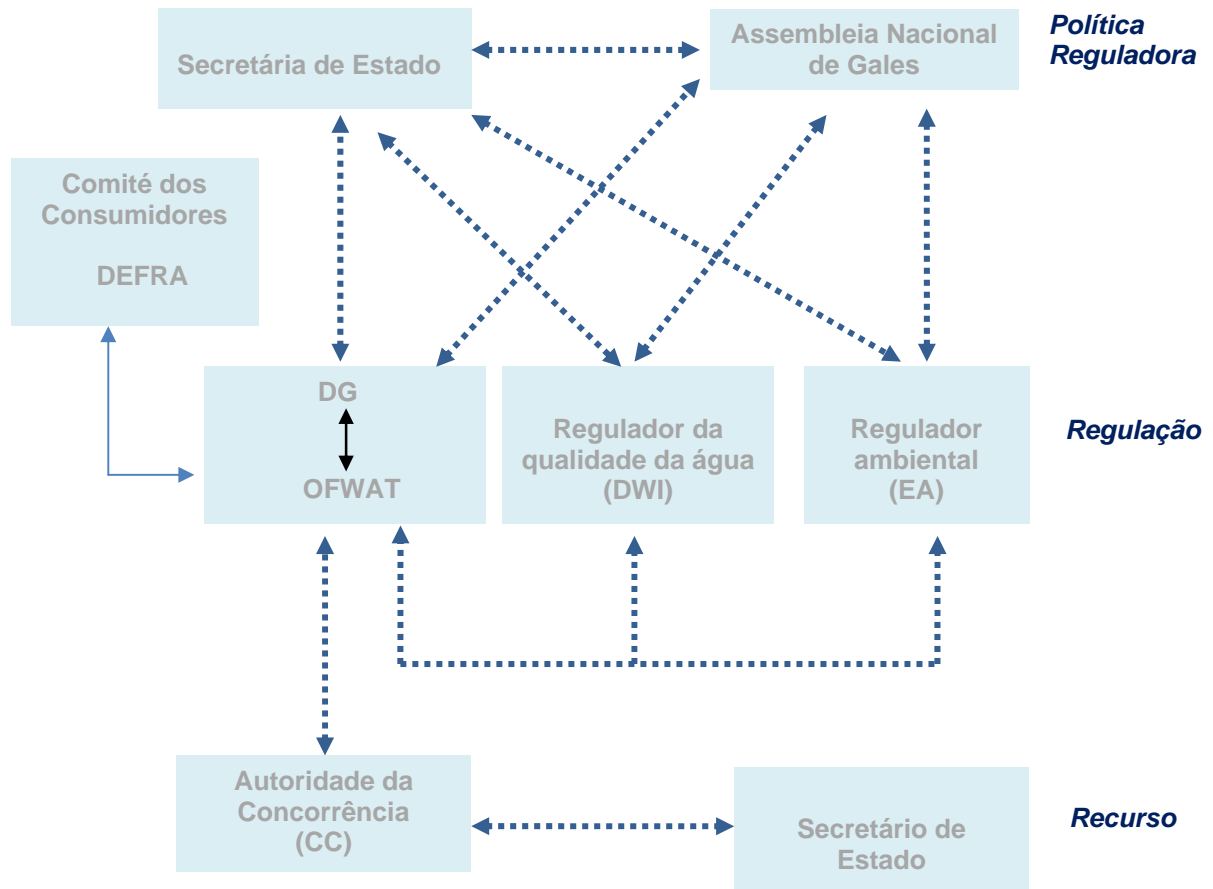 Secretária de Estado
Assembleia Nacional
de Gales
Política
Reguladora
Comité dos
Consumidores
DEFRA
DG
OFWAT
Regulador da
qualidade da água
(DWI)
Regulador
ambiental
(EA)
Regulação
Autoridade da
Concorrência
(CC)
Secretário de
Estado
Recurso